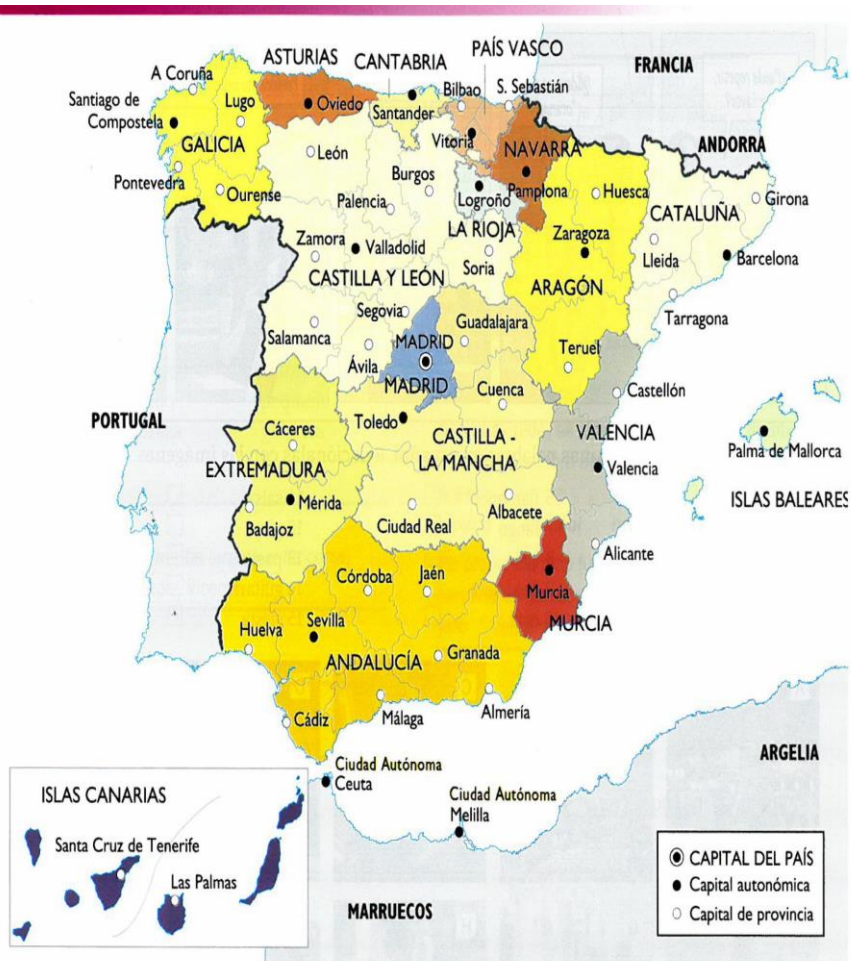 ASTURIAS
CANTABRIA
PAÍS VASCO
FRANCIA
A Coruña
Lugo
Oviedo
Santander
Bilbao
S. Sebastián
Santiago de
Compostela
GALICIA
Vitoria
NAVARRA
ANDORRA
León
Burgos
Pontevedra
Ourense
Palencia
Logroño
Pamplona
Huesca
CATALUÑA
Girona
LA RIOJA
Zamora
Valladolid
Soria
Zaragoza
Lleida
Barcelona
CASTILLA Y LEÓN
ARAGÓN
Segovia
Salamanca
Ávila
MADRID
MADRID
Guadalajara
Teruel
Tarragona
Cuenca
Castellón
PORTUGAL
Cáceres
Toledo
CASTILLA -
LA MANCHA
VALENCIA
Palma de Mallorca
EXTREMADURA
Mérida
Valencia
ISLAS BALEARES
Badajoz
Ciudad Real
Albacete
Alicante
Córdoba
Jaén
Murcia
MURCIA
Huelva
Sevilla
ANDALUCÍA
Granada
Cádiz
Málaga
Almería
ARGELIA
Ciudad Autónoma
Ceuta
Ciudad Autónoma
Melilla
ISLAS CANARIAS
Santa Cruz de Tenerife
Las Palmas
MARRUECOS
CAPITAL DEL PAÍS
Capital autonómica
Capital de provincia